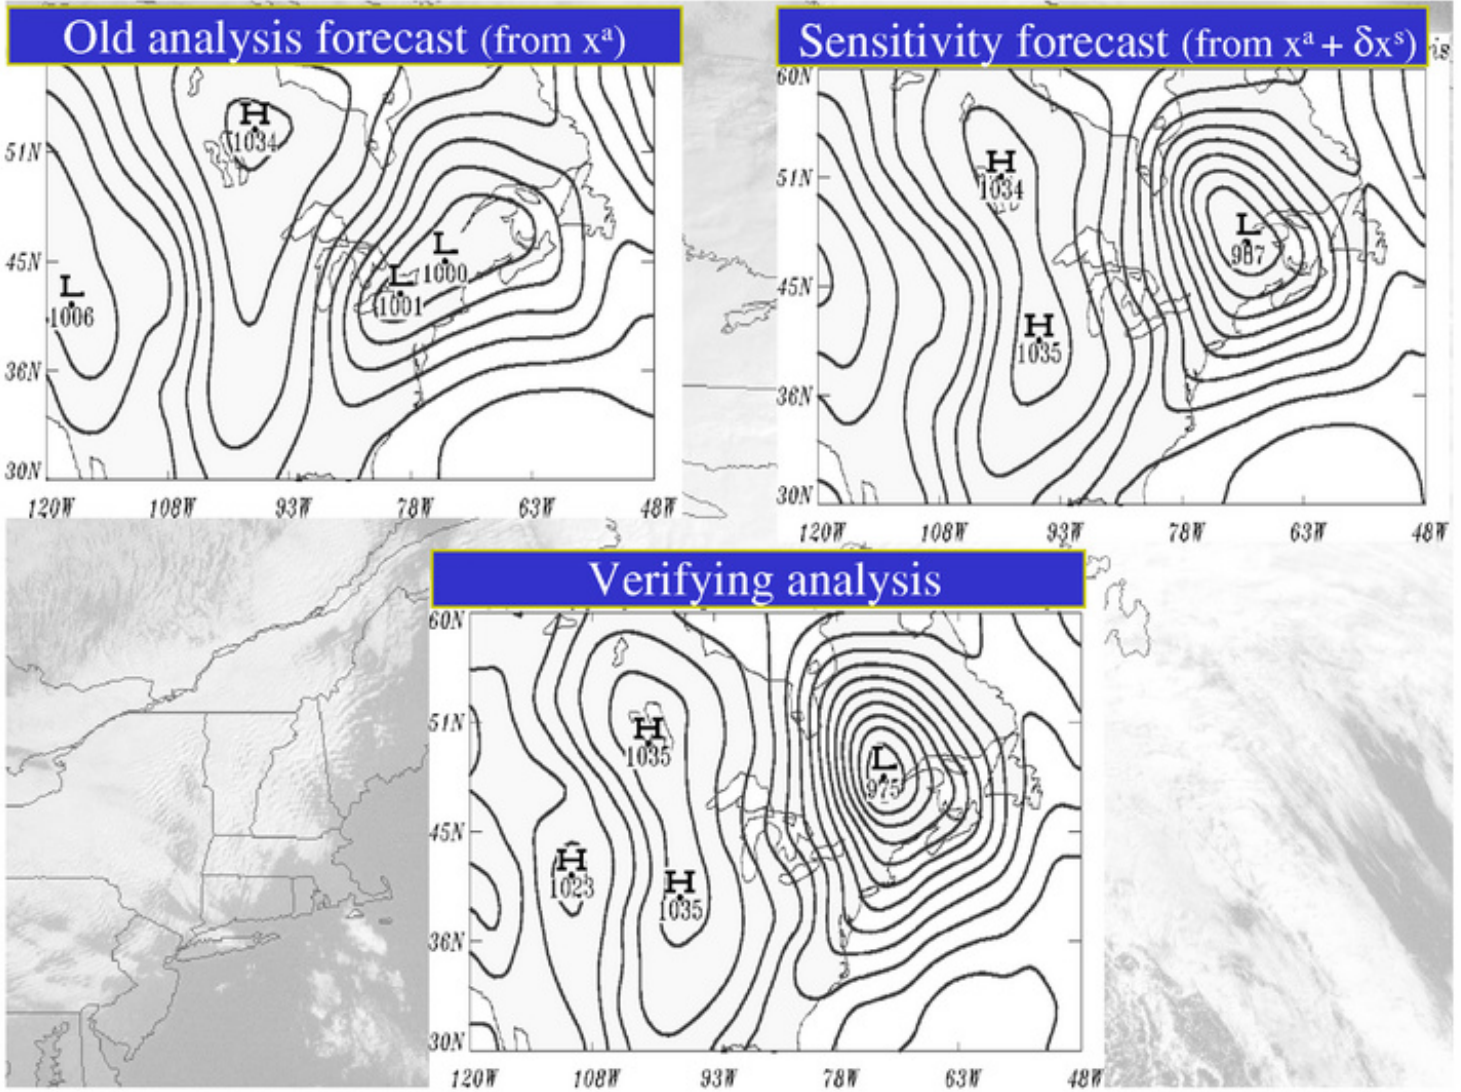 Old analysis forecast (from xᵃ)
Sensitivity forecast (from xᵃ + δxˢ)
is
H
1034
L
1000
L
1001
L
1006
51N
45N
36N
30N
120W 108W 93W 78W 63W 48W
60N
H
1034
51N
L
987
45N
H
1035
36N
30N
120W 108W 93W 78W 63W 48W
Verifying analysis
60N
51N
H
1035
L
975
45N
H
1023
H
1035
36N
30N
120W 108W 93W 78W 63W 48W